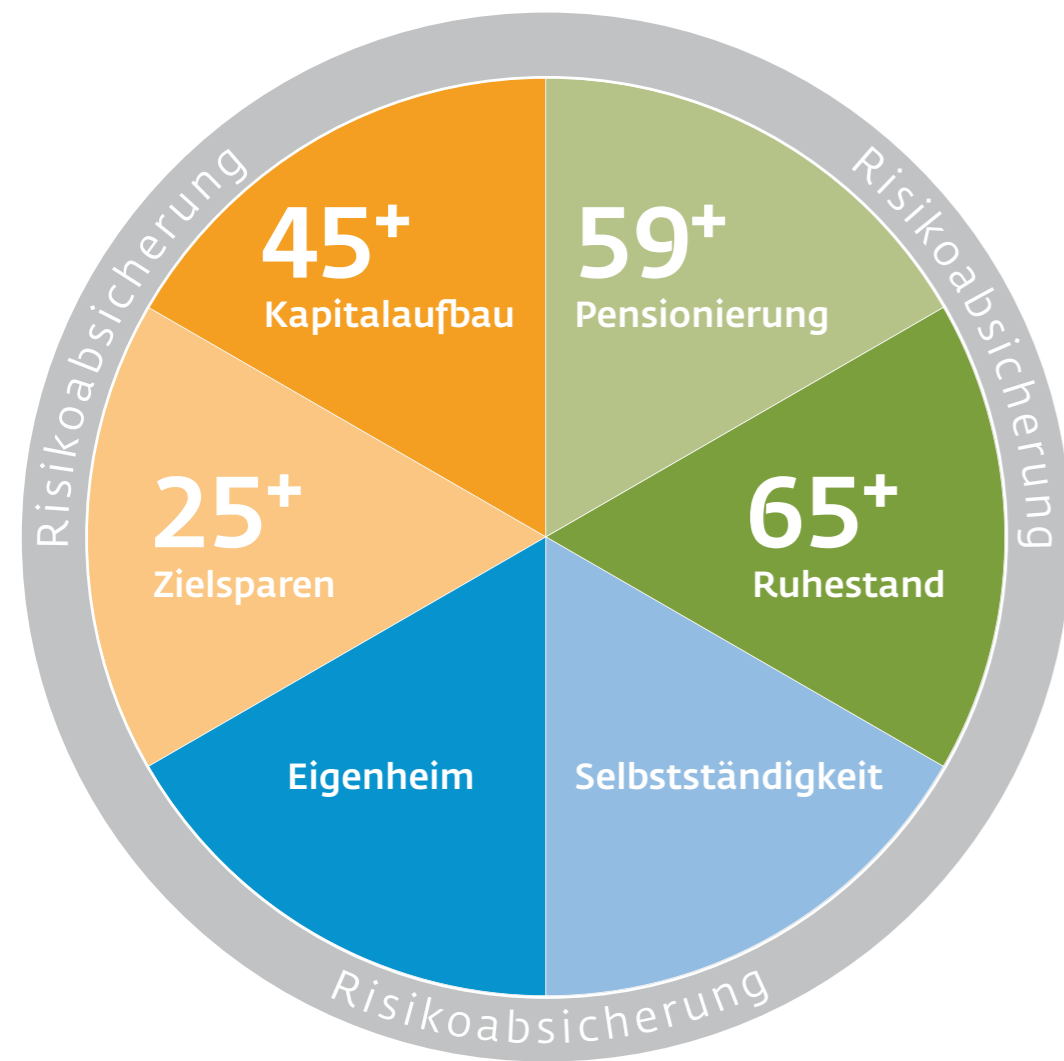 Risikoabsicherung
Risikoabsicherung
45+
Kapitalaufbau
59+
Pensionierung
25+
Zielsparen
65+
Ruhestand
Eigenheim
Selbstständigkeit
Risikoabsicherung